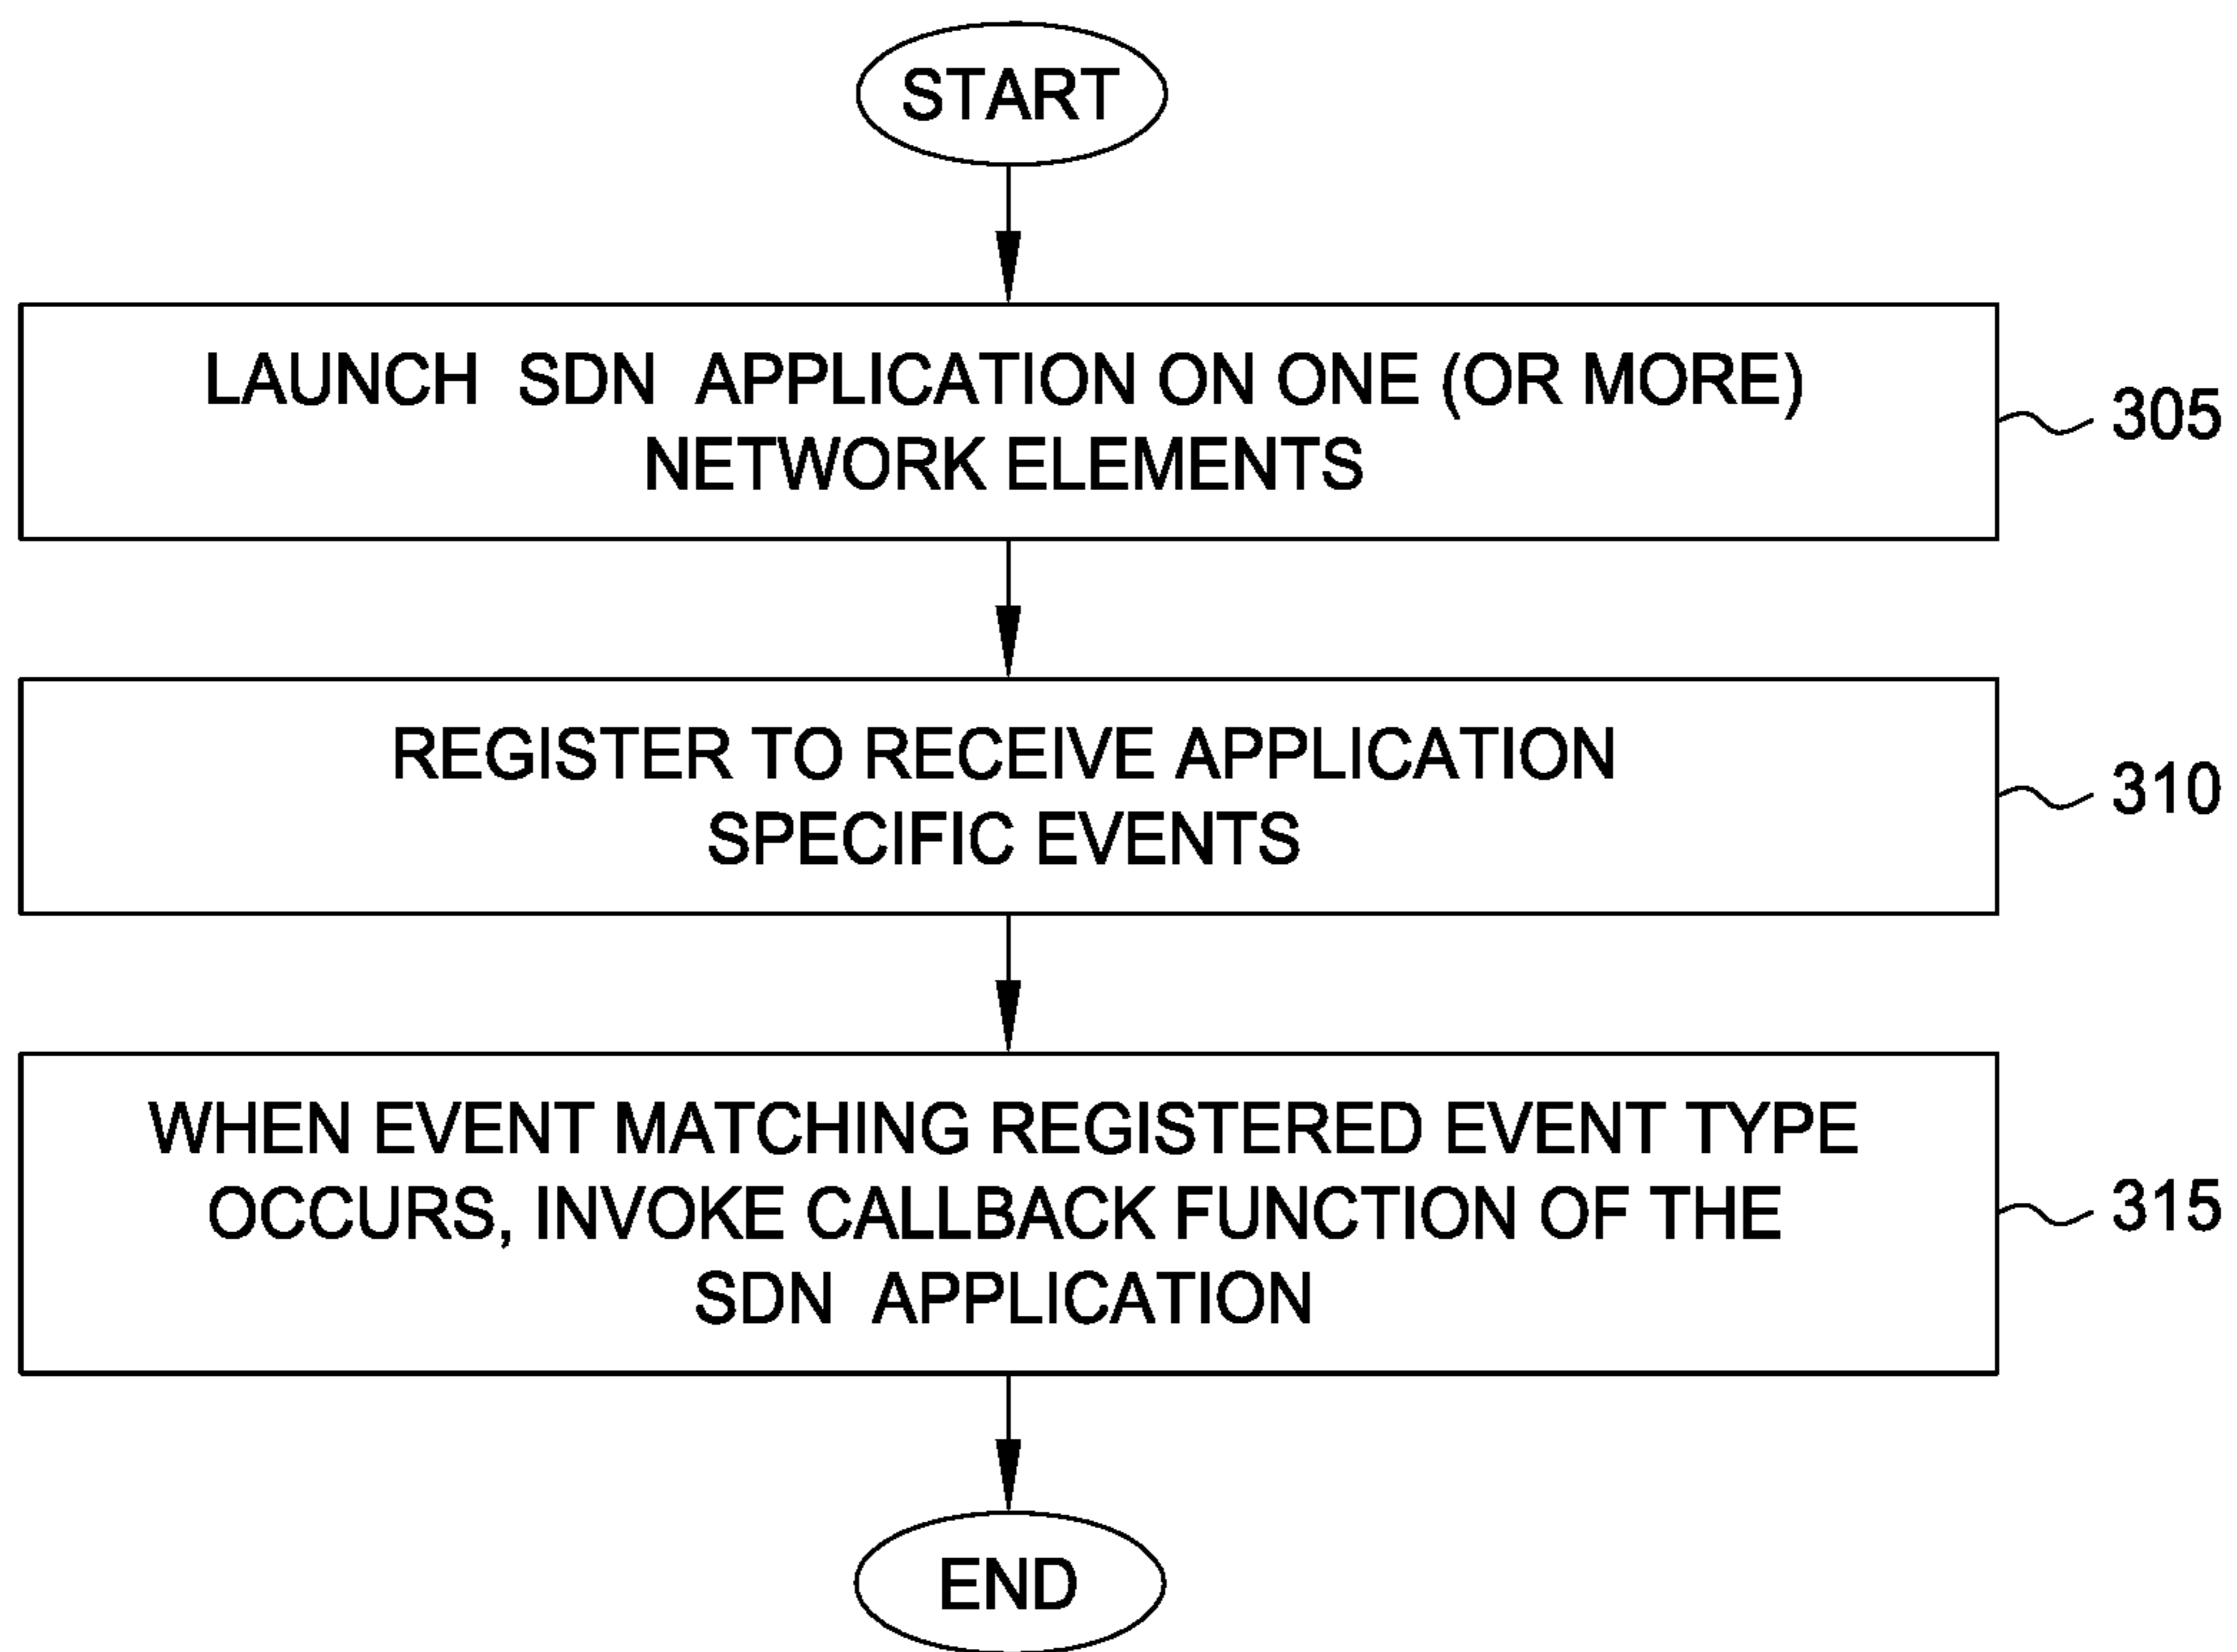 START
LAUNCH SDN APPLICATION ON ONE (OR MORE)
NETWORK ELEMENTS
305
REGISTER TO RECEIVE APPLICATION
SPECIFIC EVENTS
310
WHEN EVENT MATCHING REGISTERED EVENT TYPE
OCCURS, INVOKE CALLBACK FUNCTION OF THE
SDN APPLICATION
315
END